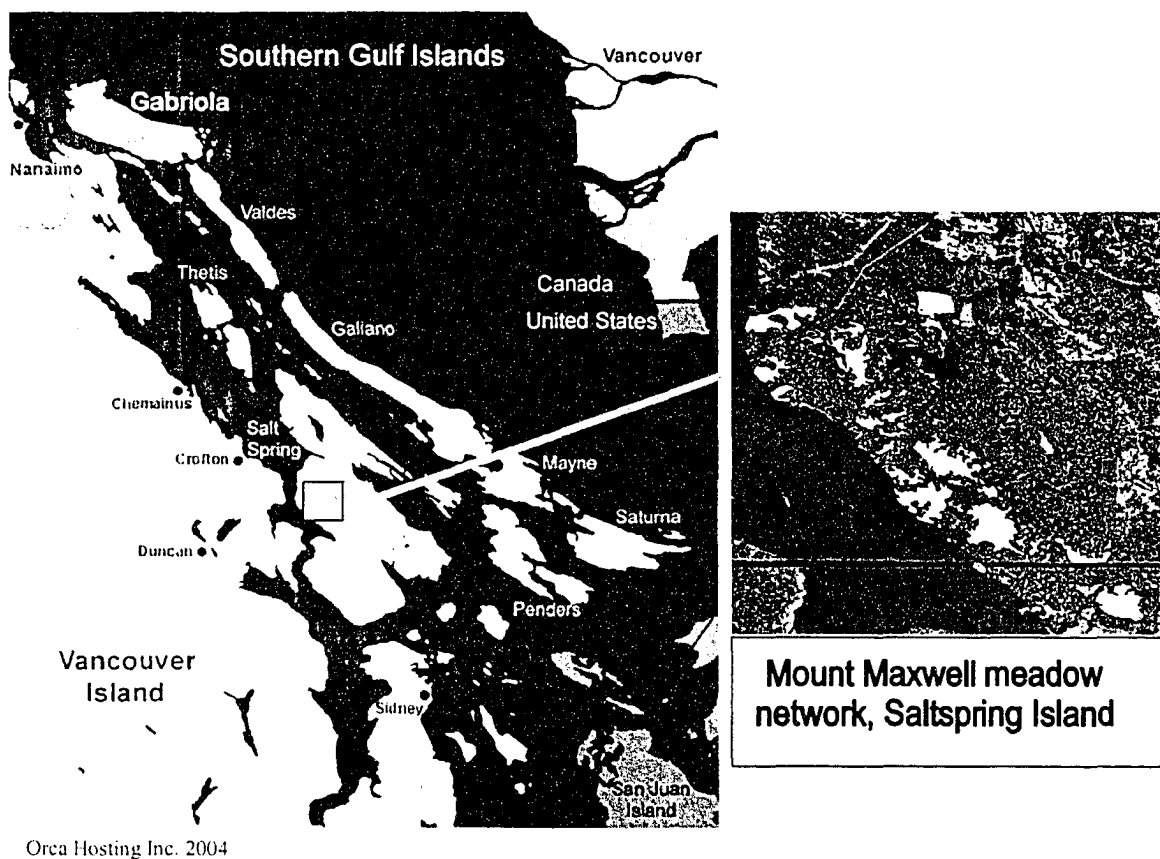 Southern Gulf Islands
Vancouver
Gabriola
Nanaimo
Valdes
Thetis
Canada
United States
Galiano
Chemainus
Salt
Spring
Crofton
Mayne
Saturna
Duncan
Penders
Vancouver
Island
Sidney
San Juan
Island
Mount Maxwell meadow
network, Saltspring Island
Orca Hosting Inc. 2004